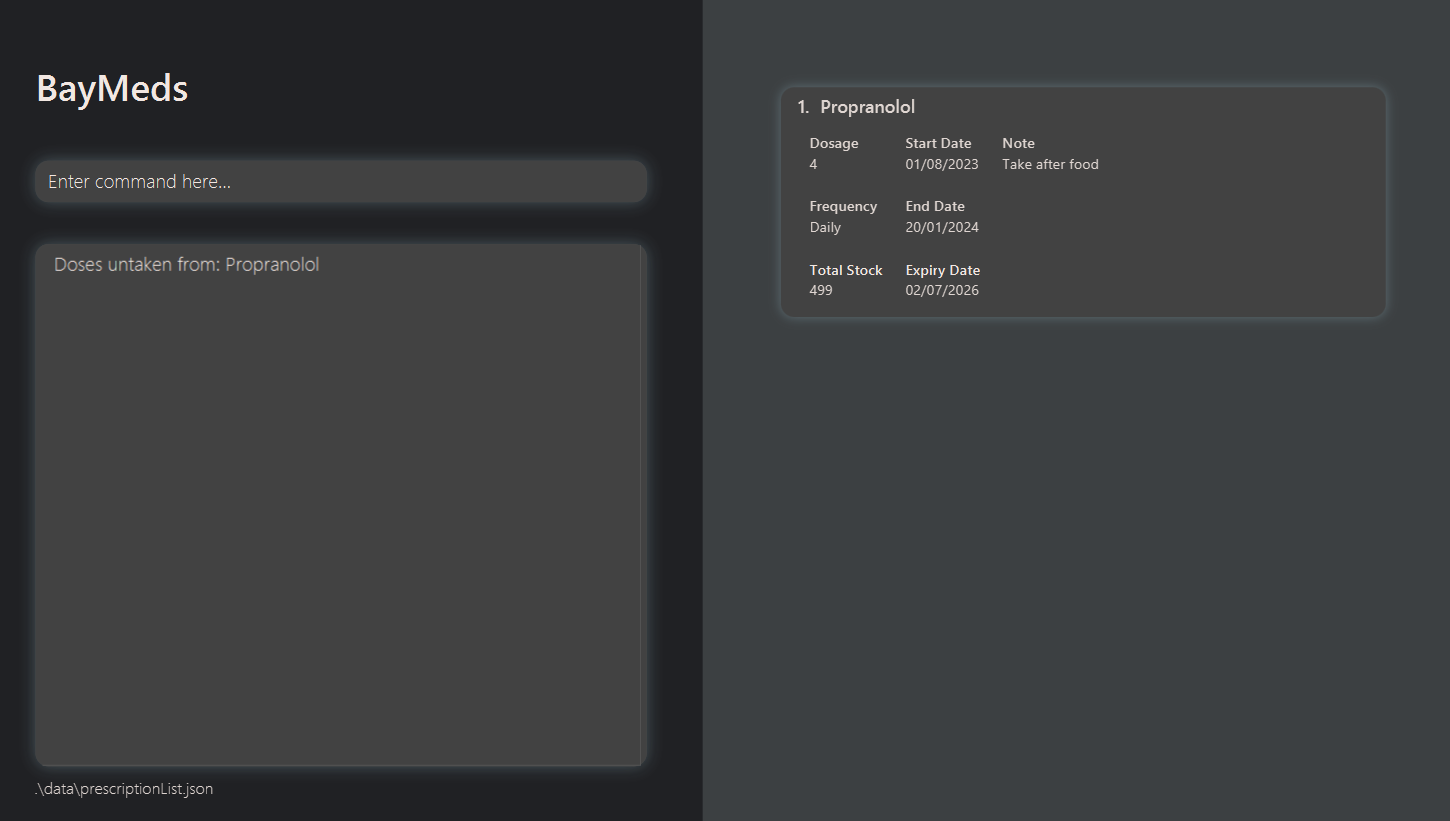 BayMeds
Enter command here...
Doses untaken from: Propranolol
.\data\prescriptionList.json
1. Propranolol
Dosage Start Date Note
4 01/08/2023 Take after food
Frequency End Date
Daily 20/01/2024
Total Stock Expiry Date
499 02/07/2026